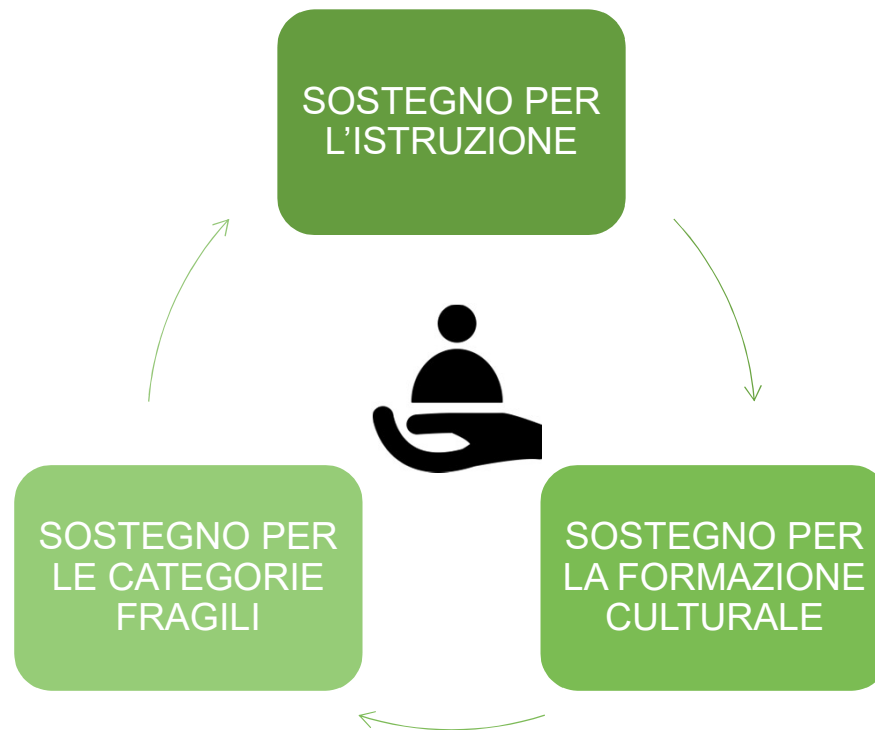 SOSTEGNO PER
L’ISTRUZIONE
SOSTEGNO PER
LE CATEGORIE
FRAGILI
SOSTEGNO PER
LA FORMAZIONE
CULTURALE